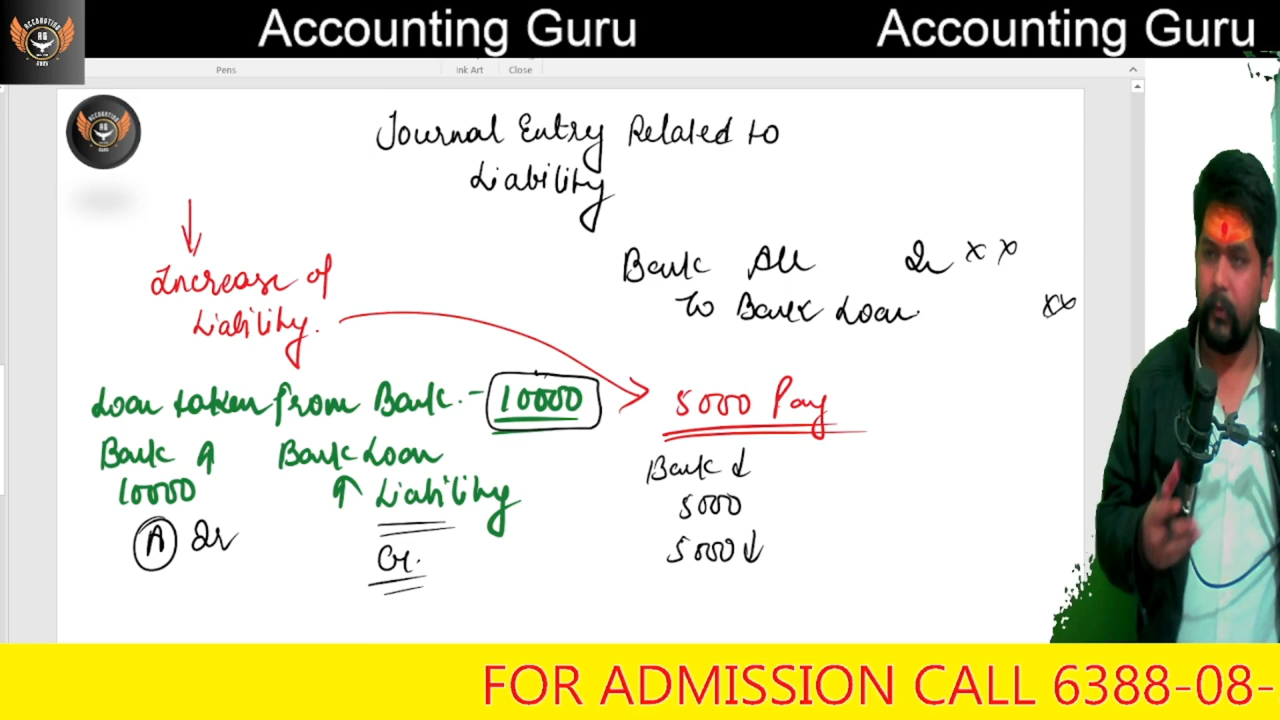 Accounting Guru Accounting Guru
Pens Ink Art Close
Journal Entry Related to
Liability
Increase of
Liability.
Bank A/c Dr xx
To Bank Loan xx
Loan taken from Bank. - 10000
Bank ↑ Bank Loan
10000 ↑ Liability
A Dr
Cr.
5000 Pay
Bank ↓
5000
5000 ↓
FOR ADMISSION CALL 6388-08-